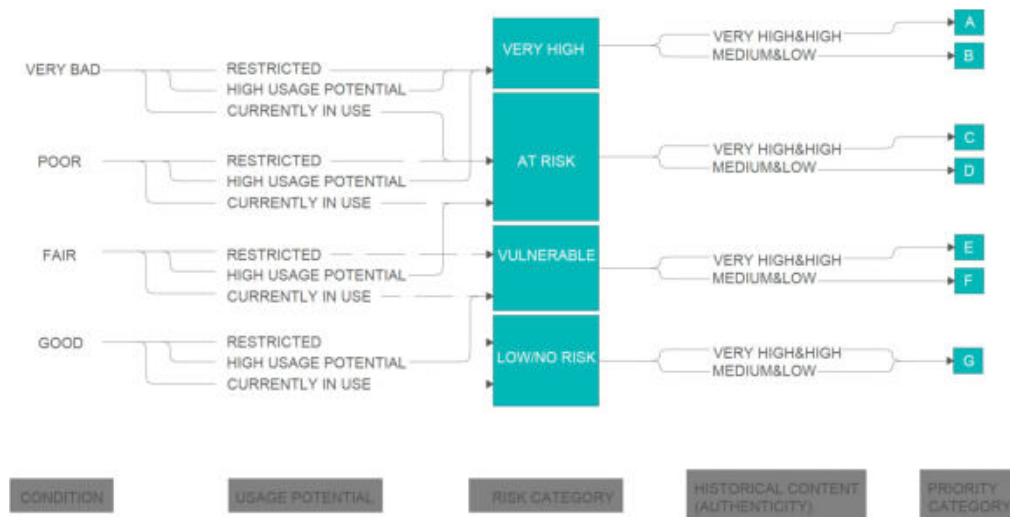 VERY BAD
RESTRICTED
HIGH USAGE POTENTIAL
CURRENTLY IN USE
POOR
RESTRICTED
HIGH USAGE POTENTIAL
CURRENTLY IN USE
FAIR
RESTRICTED
HIGH USAGE POTENTIAL
CURRENTLY IN USE
GOOD
RESTRICTED
HIGH USAGE POTENTIAL
CURRENTLY IN USE
VERY HIGH
AT RISK
VULNERABLE
LOW/NO RISK
VERY HIGH&HIGH
MEDIUM&LOW
VERY HIGH&HIGH
MEDIUM&LOW
VERY HIGH&HIGH
MEDIUM&LOW
VERY HIGH&HIGH
MEDIUM&LOW
A
B
C
D
E
F
G
CONDITION
USAGE POTENTIAL
RISK CATEGORY
HISTORICAL CONTENT
(AUTHENTICITY)
PRIORITY
CATEGORY